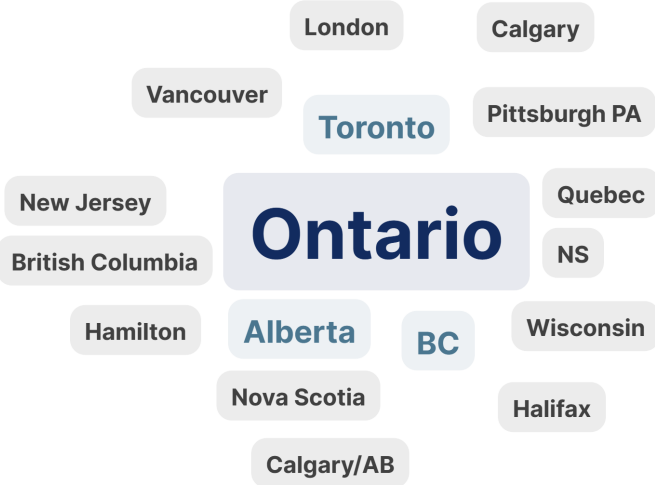 London
Calgary
Vancouver
Toronto
Pittsburgh PA
New Jersey
Ontario
Quebec
British Columbia
NS
Hamilton
Alberta
BC
Wisconsin
Nova Scotia
Halifax
Calgary/AB